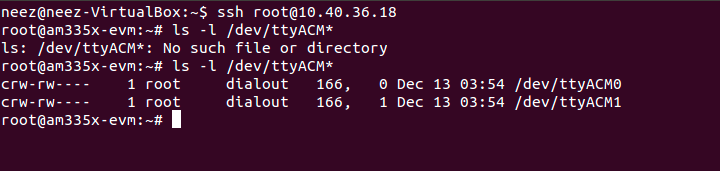 neez@neez-VirtualBox:~$ ssh root@10.40.36.18
root@am335x-evm:~# ls -l /dev/ttyACM*
ls: /dev/ttyACM*: No such file or directory
root@am335x-evm:~# ls -l /dev/ttyACM*
crw-rw----    1 root     dialout   166,   0 Dec 13 03:54 /dev/ttyACM0
crw-rw----    1 root     dialout   166,   1 Dec 13 03:54 /dev/ttyACM1
root@am335x-evm:~#